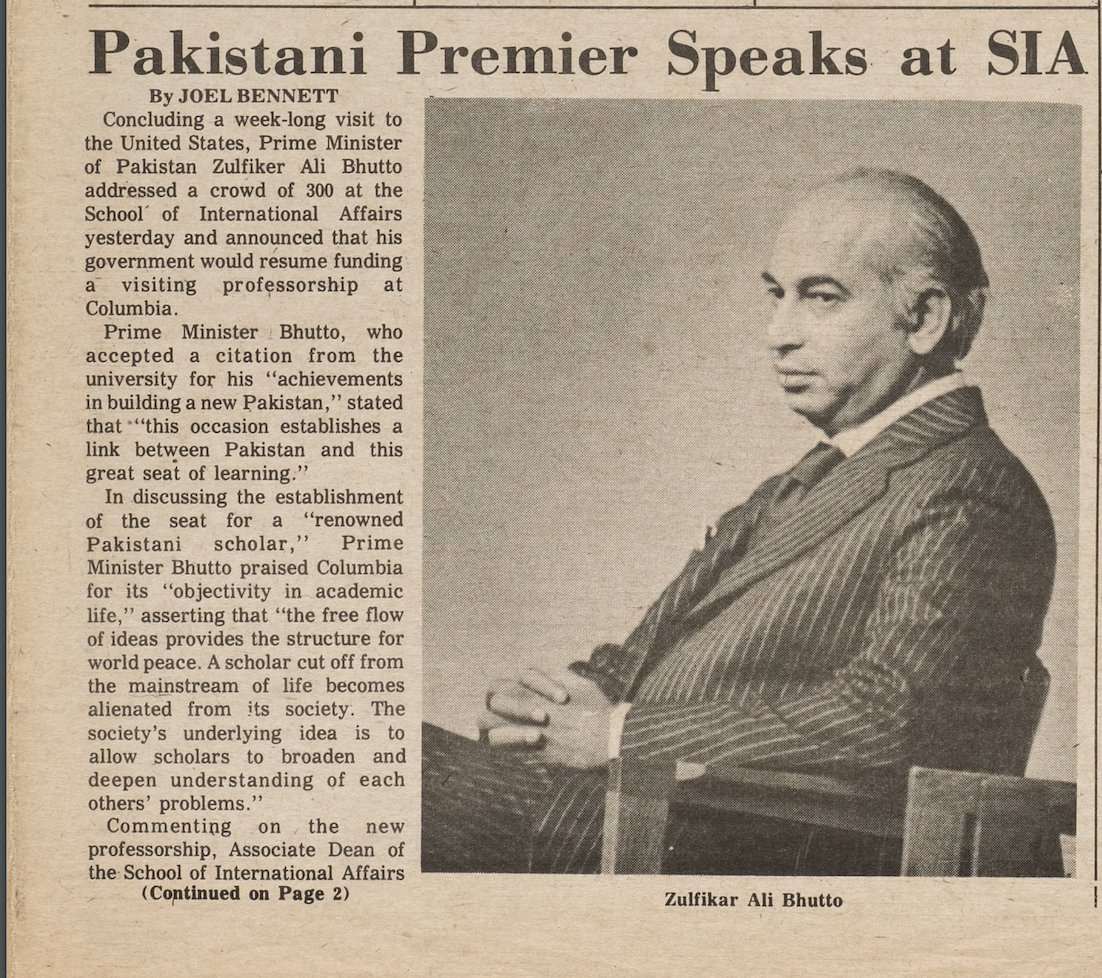 Pakistani Premier Speaks at SIA
By JOEL BENNETT
Concluding a week-long visit to
the United States, Prime Minister
of Pakistan Zulfiker Ali Bhutto
addressed a crowd of 300 at the
School of International Affairs
yesterday and announced that his
government would resume funding
a visiting professorship at
Columbia.
Prime Minister Bhutto, who
accepted a citation from the
university for his "achievements
in building a new Pakistan," stated
that "this occasion establishes a
link between Pakistan and this
great seat of learning."
In discussing the establishment
of the seat for a "renowned
Pakistani scholar," Prime
Minister Bhutto praised Columbia
for its "objectivity in academic
life," asserting that "the free flow
of ideas provides the structure for
world peace. A scholar cut off from
the mainstream of life becomes
alienated from its society. The
society's underlying idea is to
allow scholars to broaden and
deepen understanding of each
others' problems."
Commenting on the new
professorship, Associate Dean of
the School of International Affairs
(Continued on Page 2)
Zulfikar Ali Bhutto